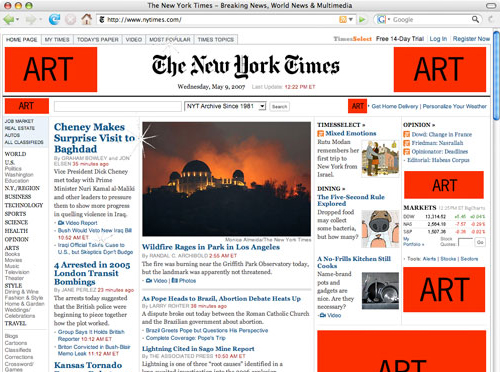 The New York Times – Breaking News, World News & Multimedia
http://www.nytimes.com/
Google
HOME PAGE
MY TIMES
TODAY'S PAPER
VIDEO
MOST POPULAR
TIMES TOPICS
TimesSelect Free 14-Day Trial
Log In
Register Now
ART
The New York Times
Wednesday, May 9, 2007 Last Update: 12:22 PM ET
ART
ART
NYT Archive Since 1981
Search
ART
Get Home Delivery | Personalize Your Weather
JOB MARKET
REAL ESTATE
AUTOS
ALL CLASSIFIEDS
WORLD
U.S.
Politics
Washington
Education
N.Y./REGION
BUSINESS
TECHNOLOGY
SPORTS
SCIENCE
HEALTH
OPINION
ARTS
Books
Movies
Music
Television
Theater
STYLE
Dining & Wine
Fashion & Style
Home & Garden
Weddings/
Celebrations
TRAVEL
Blogs
Cartoons
Classifieds
Corrections
Crossword/
Games
Cheney Makes
Surprise Visit to
Baghdad
By GRAHAM BOWLEY and JON
ELSEN 35 minutes ago
Vice President Dick Cheney
met today with Prime
Minister Nuri Kamal al-Maliki
and other leaders to pressure
them to show more progress
in quelling violence in Iraq.
Video Report
Bush Would Veto New Iraq Bill
10:52 AM ET
Iraqi Official Touts Case to
U.S., but Skeptics Don't Budge
4 Arrested in 2005
London Transit
Bombings
By JANE PERLEZ 23 minutes ago
The arrests today suggested
that the British police were
beginning to piece together
how the plot worked.
Group Says It Holds British
Reporter 10:53 AM ET
Briton Convicted in Bush-Blair
Memo Leak 11:12 AM ET
Kansas Tornado
Monica Almeida/The New York Times
Wildfire Rages in Park in Los Angeles
By RANDAL C. ARCHIBOLD 2:55 AM ET
The fire was burning near the Griffith Park Observatory today,
but the landmark was apparently not threatened.
Video | Photos
As Pope Heads to Brazil, Abortion Debate Heats Up
By LARRY ROHTER 38 minutes ago
A dispute broke out today between the Roman Catholic Church
and the Brazilian government about abortion.
Brazil Greets Pope but Questions His Perspective
Complete Coverage: Pope's Trip
Lightning Cited in Sago Mine Report
By THE ASSOCIATED PRESS 10:50 AM ET
Lightning is one of three "root causes" identified in a
TIMESSELECT »
Mixed Emotions
Ratu Modan
remembers her
first trip to
New York from
Israel.
DINING »
The Five-Second Rule
Explored
Dropped food
may collect
some bacteria,
but how many?
A No-Frills Kitchen Still
Cooks
Name-brand
pots and
gadgets are
nice. Are they
necessary?
Video
OPINION »
Dowd: Change in France
Friedman: Nasrallah
Opinionator: Deadlines
Editorial: Habeas Corpus
ART
MARKETS
DOW
NAS
S&P
My Portfolios »
Stock Quotes
Go
Tools: Alerts | Stocks | Sectors
ART
ART